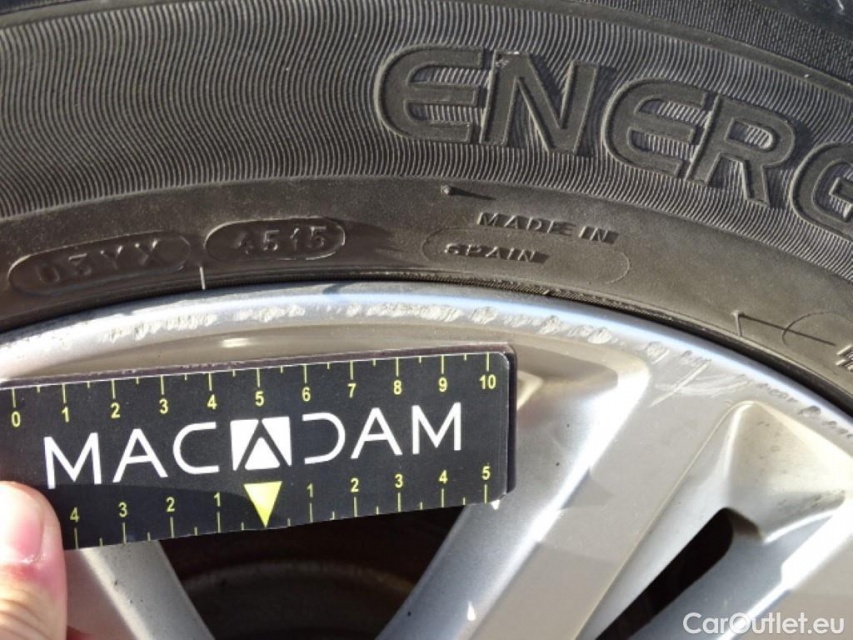 ENERG
MADE IN
SPAIN
03YX 4515
0 1 2 3 4 5 6 7 8 9 10
MACADAM
4 3 2 1 1 2 3 4 5
CarOutlet.eu